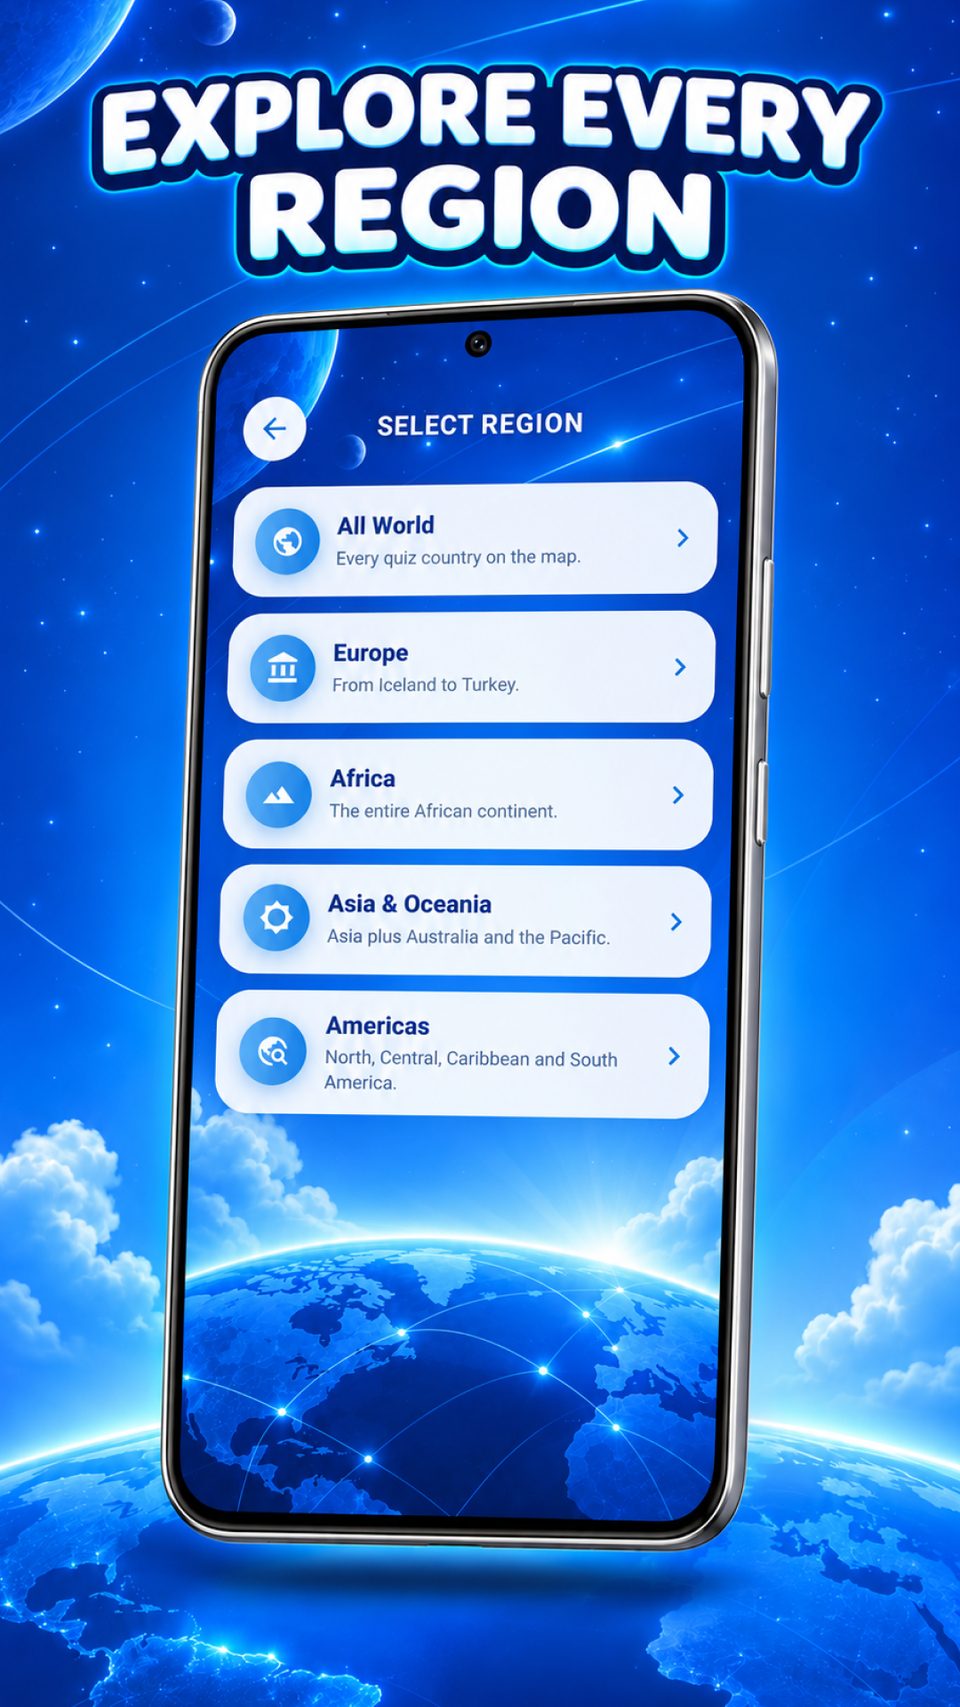 EXPLORE EVERY
REGION
SELECT REGION
All World
Every quiz country on the map.
Europe
From Iceland to Turkey.
Africa
The entire African continent.
Asia & Oceania
Asia plus Australia and the Pacific.
Americas
North, Central, Caribbean and South
America.